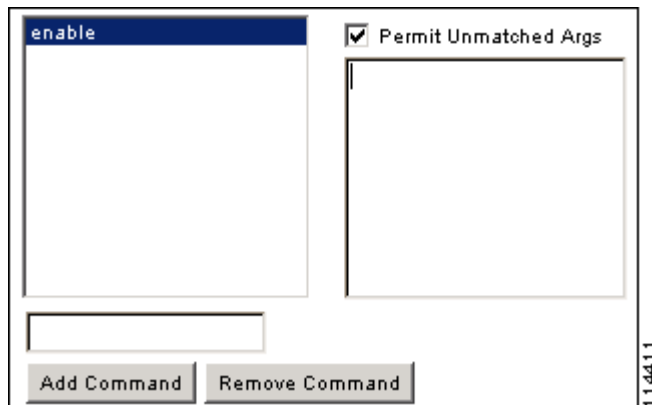 enable
Permit Unmatched Args
Add Command
Remove Command
114411